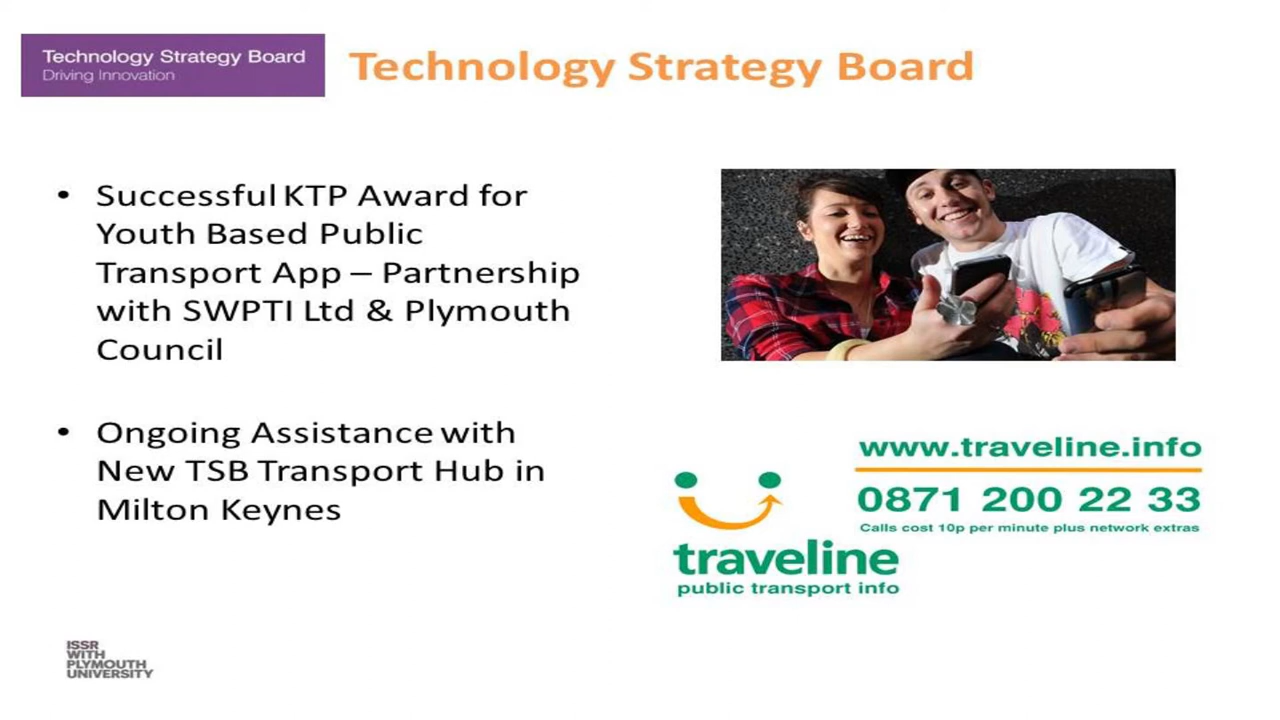 Technology Strategy Board
Driving Innovation
Technology Strategy Board
• Successful KTP Award for
Youth Based Public
Transport App – Partnership
with SWPTI Ltd & Plymouth
Council
• Ongoing Assistance with
New TSB Transport Hub in
Milton Keynes
www.traveline.info
0871 200 22 33
Calls cost 10p per minute plus network extras
traveline
public transport info
ISSR
WITH
PLYMOUTH
UNIVERSITY